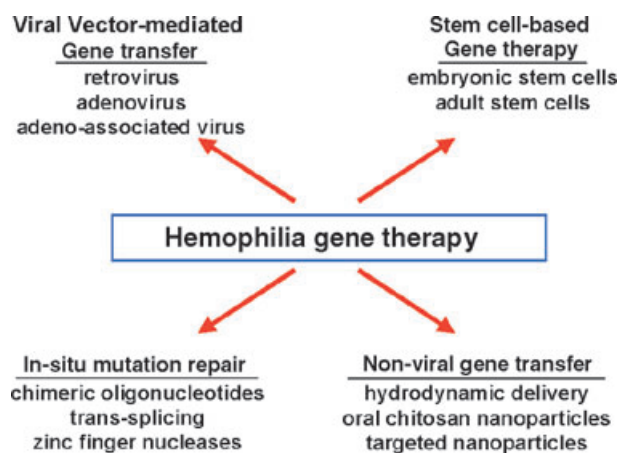 Viral Vector-mediated
Gene transfer
retrovirus
adenovirus
adeno-associated virus
Stem cell-based
Gene therapy
embryonic stem cells
adult stem cells
Hemophilia gene therapy
In-situ mutation repair
chimeric oligonucleotides
trans-splicing
zinc finger nucleases
Non-viral gene transfer
hydrodynamic delivery
oral chitosan nanoparticles
targeted nanoparticles